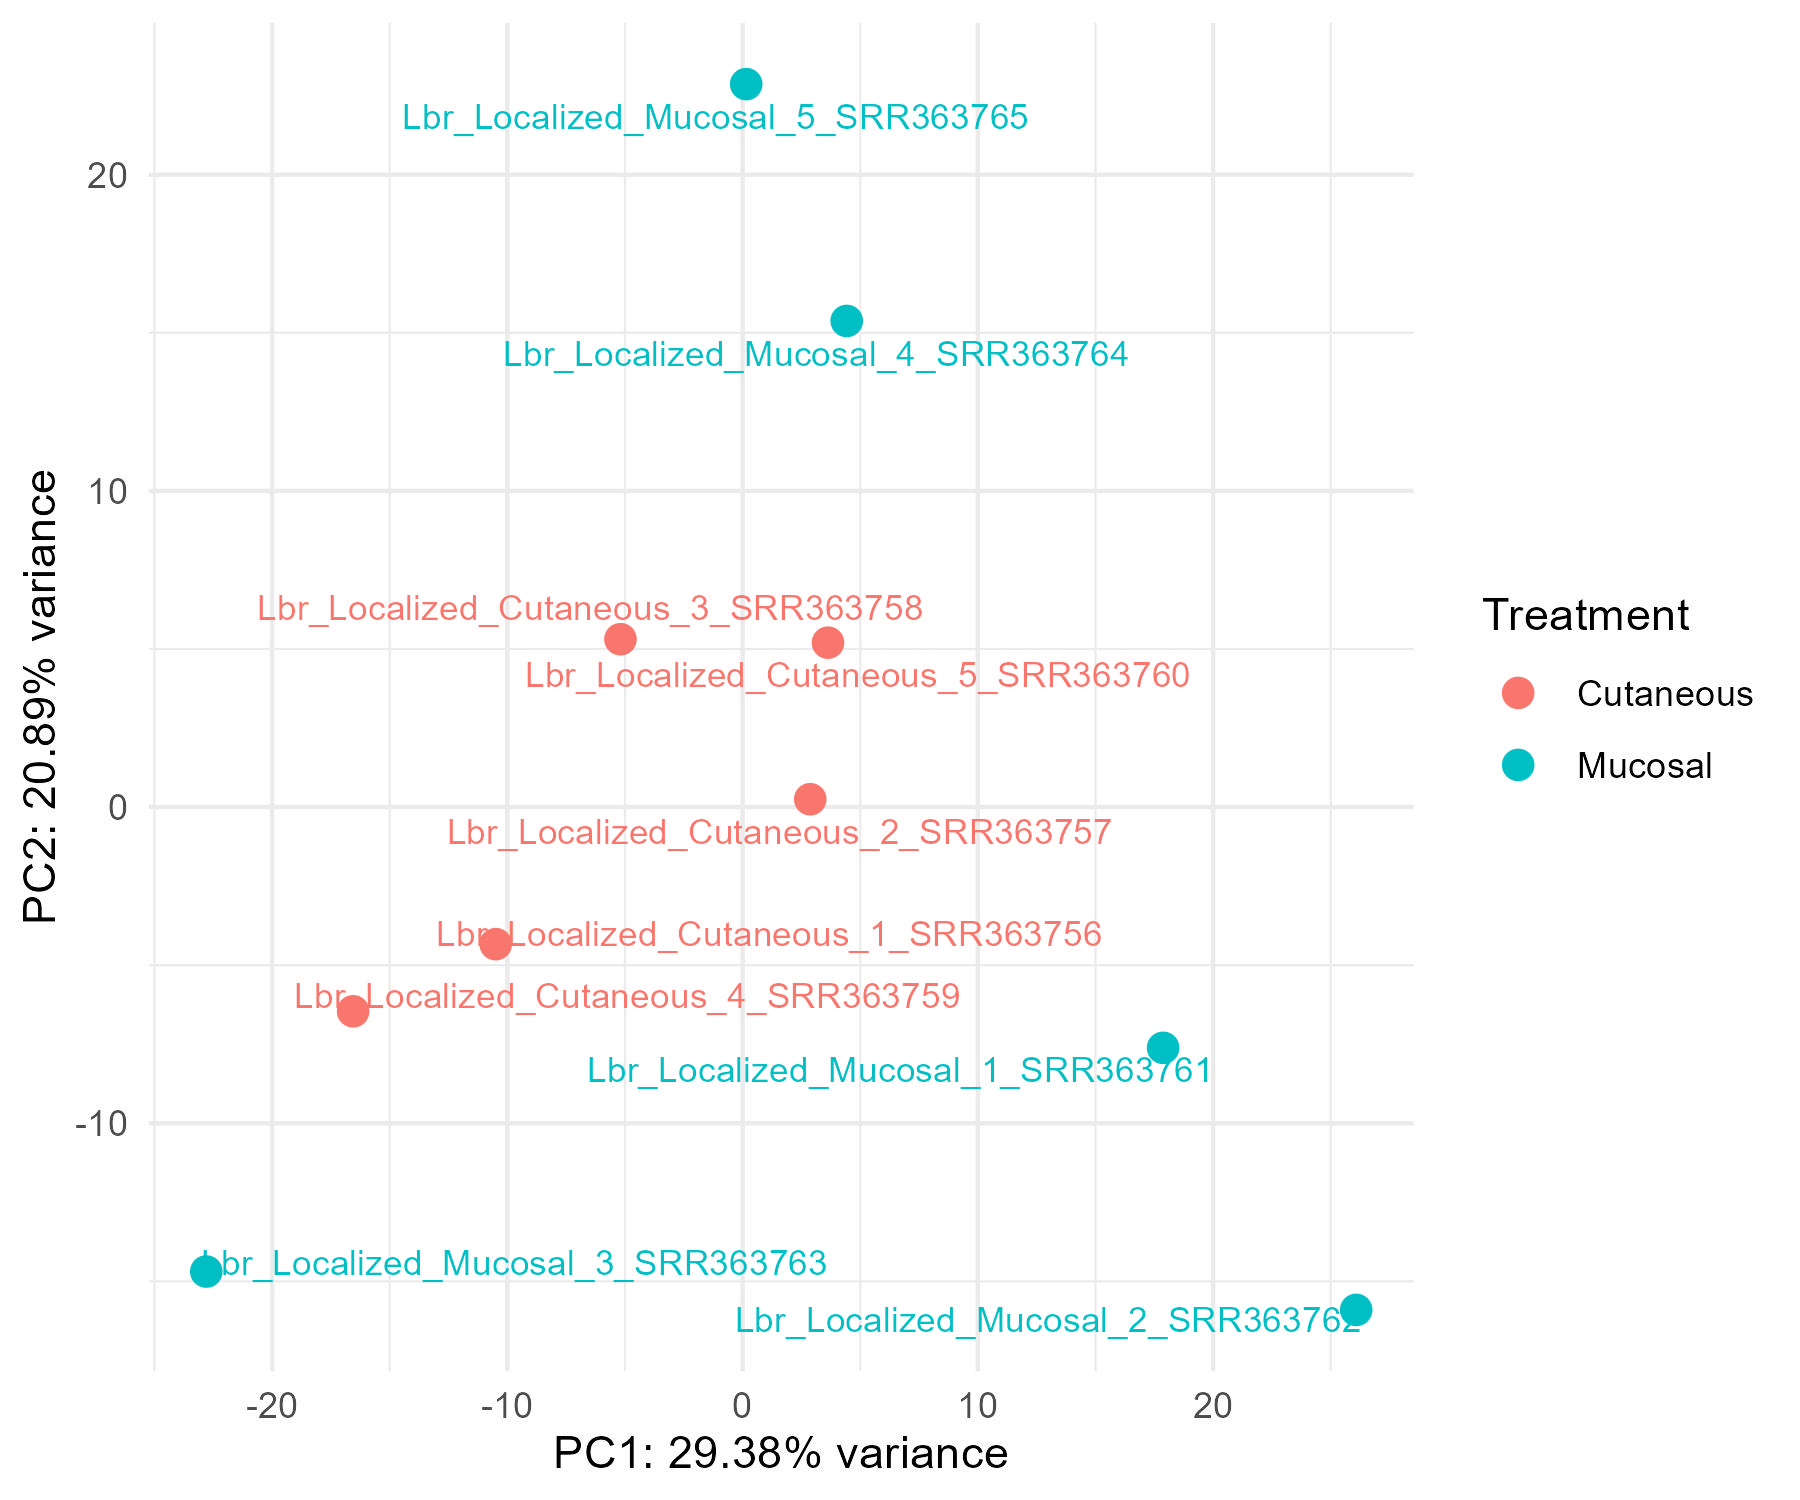 Lbr_Localized_Mucosal_5_SRR363765
20
Lbr_Localized_Mucosal_4_SRR363764
10
Lbr_Localized_Cutaneous_3_SRR363758
Lbr_Localized_Cutaneous_5_SRR363760
0
Lbr_Localized_Cutaneous_2_SRR363757
Lbr_Localized_Cutaneous_1_SRR363756
Lbr_Localized_Cutaneous_4_SRR363759
Lbr_Localized_Mucosal_1_SRR363761
-10
Lbr_Localized_Mucosal_3_SRR363763
Lbr_Localized_Mucosal_2_SRR363762
-20 -10 0 10 20
PC1: 29.38% variance
PC2: 20.89% variance
Treatment
Cutaneous
Mucosal